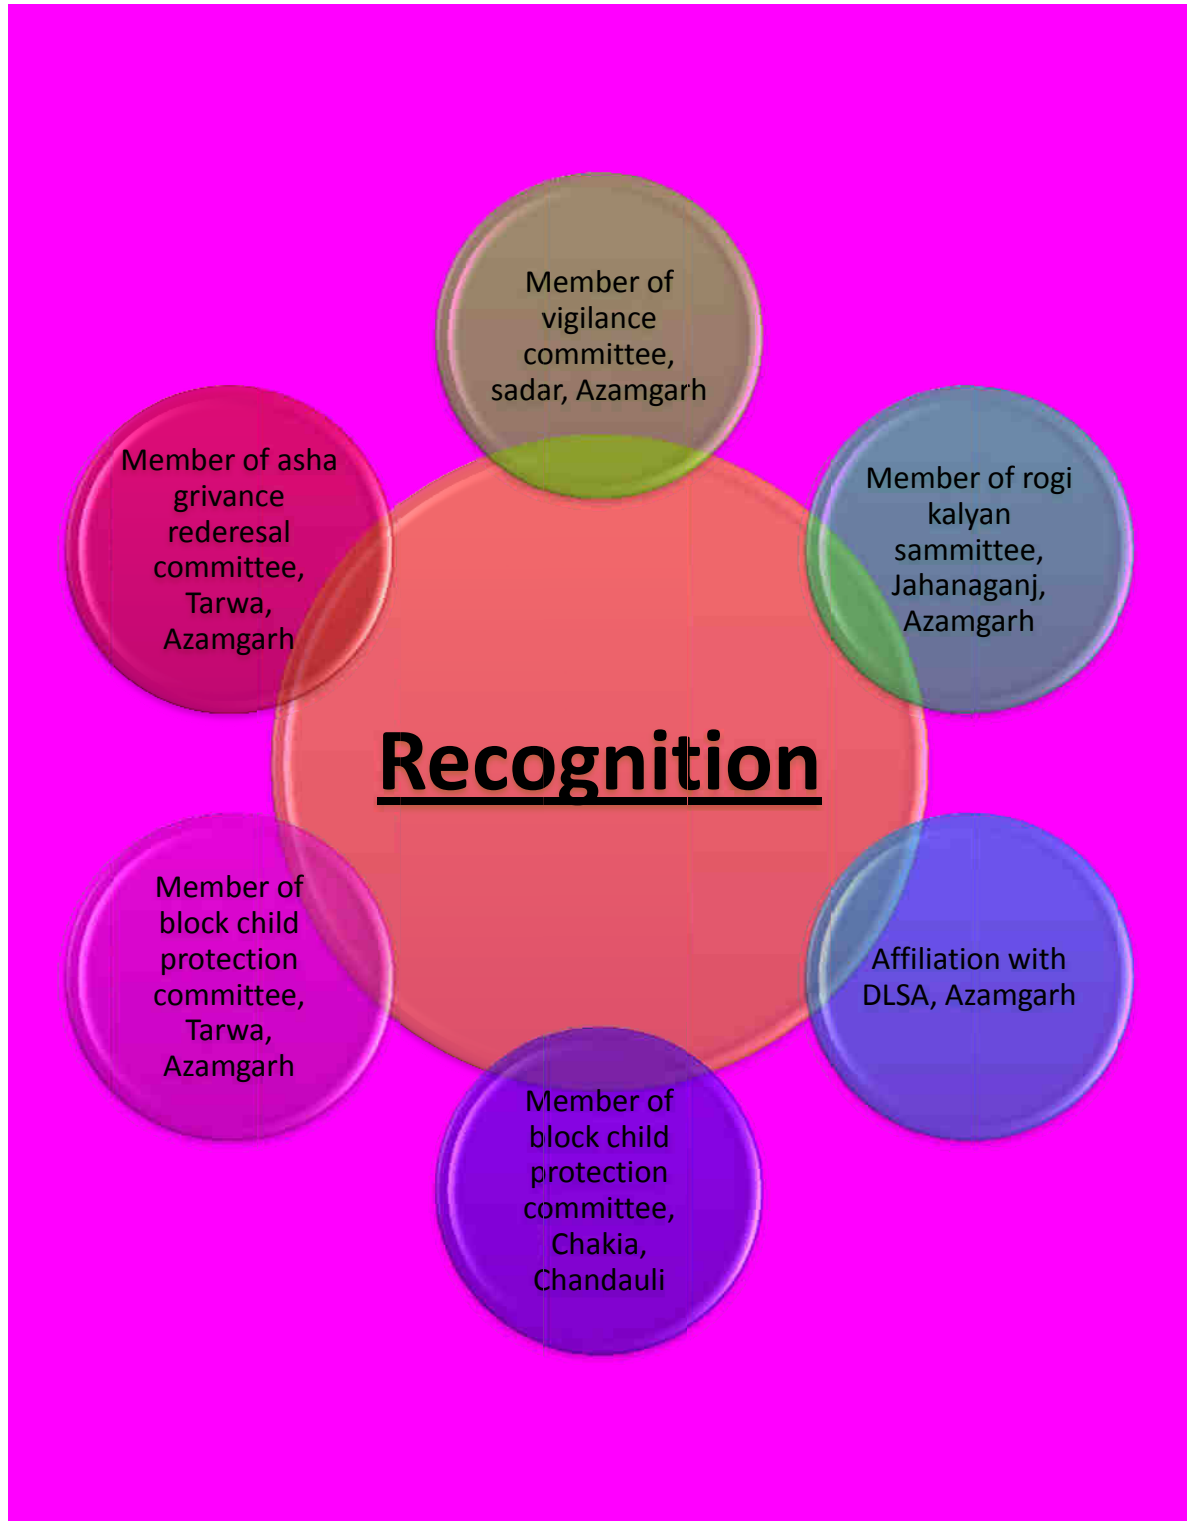 Recognition
Member of
vigilance
committee,
sadar, Azamgarh
Member of rogi
kalyan
sammittee,
Jahanaganj,
Azamgarh
Affiliation with
DLSA, Azamgarh
Member of
block child
protection
committee,
Chakia,
Chandauli
Member of
block child
protection
committee,
Tarwa,
Azamgarh
Member of asha
grivance
rederesal
committee,
Tarwa,
Azamgarh